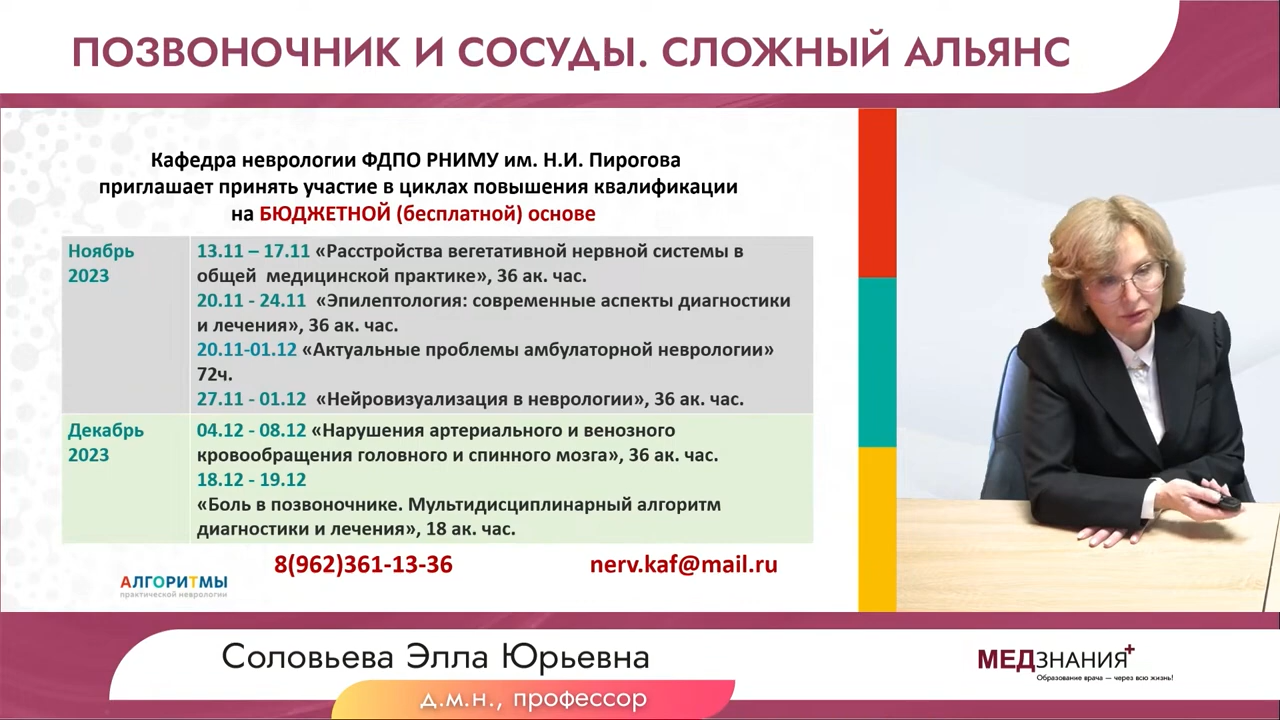 ПОЗВОНОЧНИК И СОСУДЫ. СЛОЖНЫЙ АЛЬЯНС
Кафедра неврологии ФДПО РНИМУ им. Н.И. Пирогова
приглашает принять участие в циклах повышения квалификации
на БЮДЖЕТНОЙ (бесплатной) основе
Ноябрь
2023
13.11 – 17.11 «Расстройства вегетативной нервной системы в
общей медицинской практике», 36 ак. час.
20.11 - 24.11 «Эпилептология: современные аспекты диагностики
и лечения», 36 ак. час.
20.11-01.12 «Актуальные проблемы амбулаторной неврологии»
72ч.
27.11 - 01.12 «Нейровизуализация в неврологии», 36 ак. час.
Декабрь
2023
04.12 - 08.12 «Нарушения артериального и венозного
кровообращения головного и спинного мозга», 36 ак. час.
18.12 - 19.12
«Боль в позвоночнике. Мультидисциплинарный алгоритм
диагностики и лечения», 18 ак. час.
8(962)361-13-36 nerv.kaf@mail.ru
АЛГОРИТМЫ
практической неврологии
Соловьева Элла Юрьевна
д.м.н., профессор
МЕДЗНАНИЯ+
Образование врача — через всю жизнь!